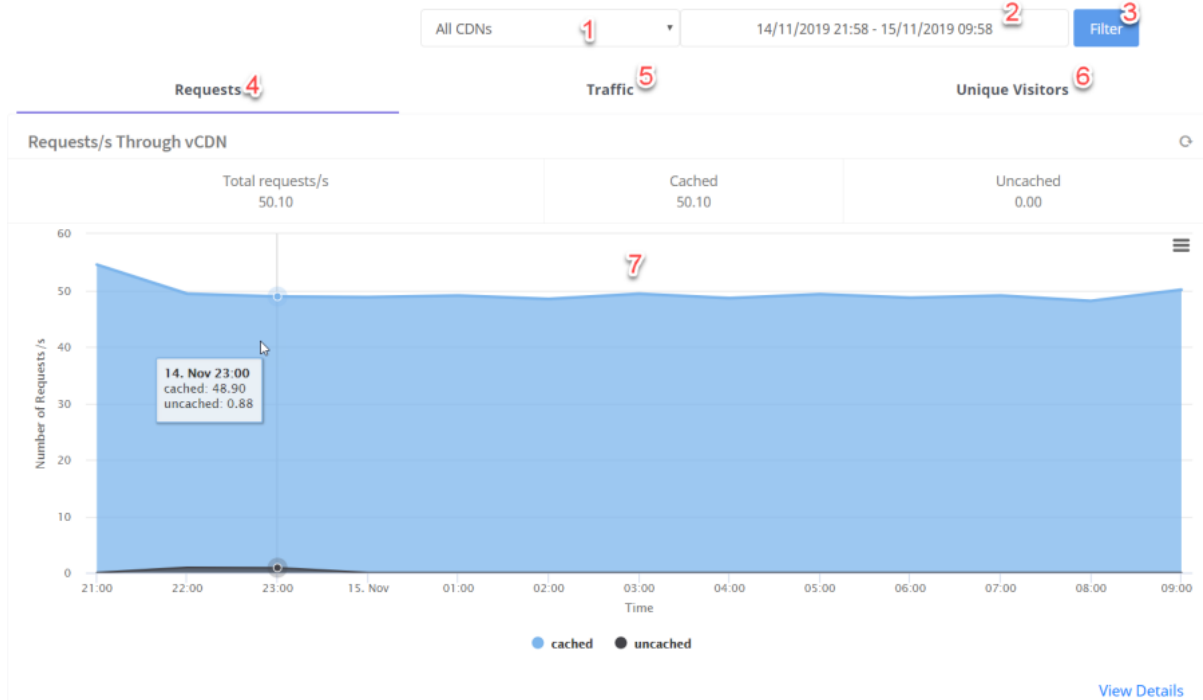 All CDNs 1
14/11/2019 21:58 - 15/11/2019 09:58 2
Filter 3
Requests 4
Traffic 5
Unique Visitors 6
Requests/s Through vCDN
Total requests/s
50.10
Cached
50.10
Uncached
0.00
7
Number of Requests /s
60
50
40
30
20
10
0
14. Nov 23:00
cached: 48.90
uncached: 0.88
21:00 22:00 23:00 15. Nov 01:00 02:00 03:00 04:00 05:00 06:00 07:00 08:00 09:00
Time
cached uncached
View Details